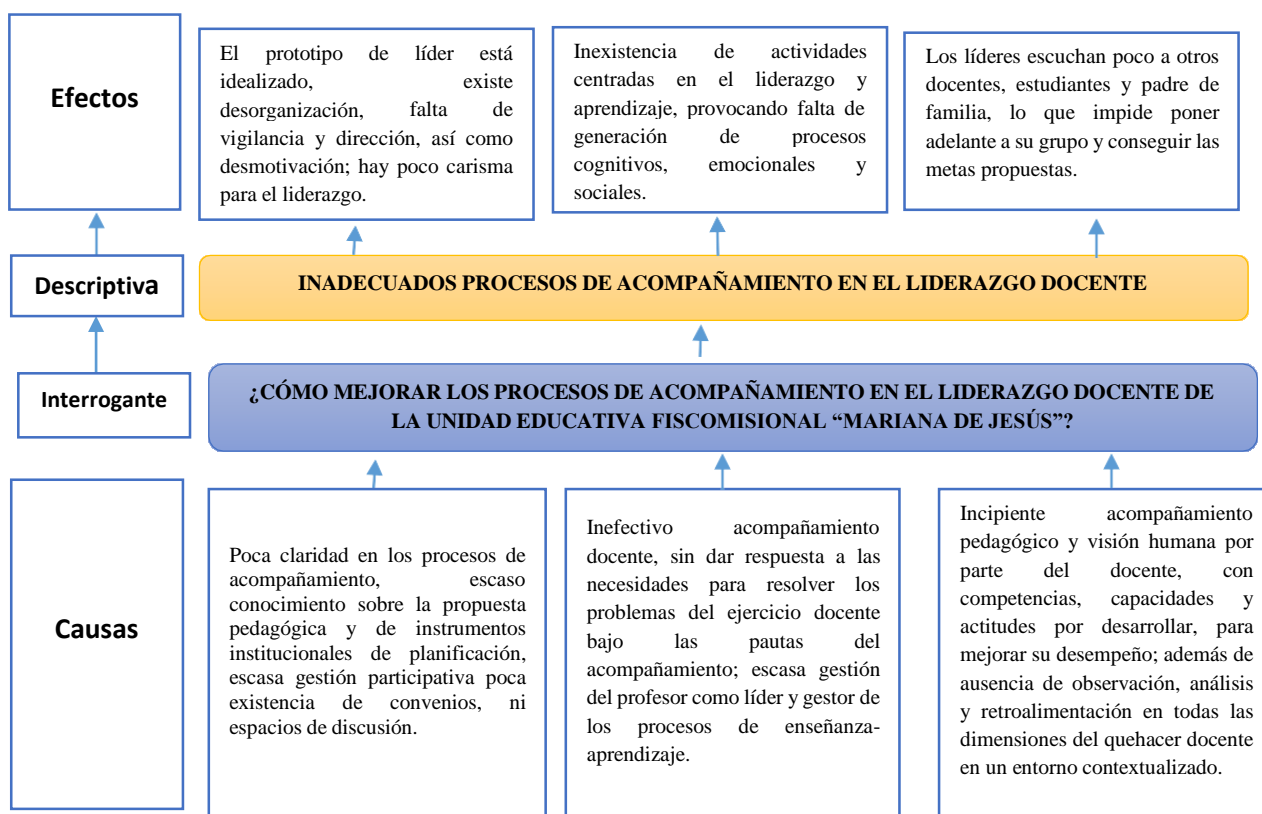 Efectos
El prototipo de líder está
idealizado, existe
desorganización, falta de
vigilancia y dirección, así como
desmotivación; hay poco carisma
para el liderazgo.
Inexistencia de actividades
centradas en el liderazgo y
aprendizaje, provocando falta de
generación de procesos
cognitivos, emocionales y
sociales.
Los líderes escuchan poco a otros
docentes, estudiantes y padre de
familia, lo que impide poner
adelante a su grupo y conseguir las
metas propuestas.
Descriptiva
INADECUADOS PROCESOS DE ACOMPAÑAMIENTO EN EL LIDERAZGO DOCENTE
Interrogante
¿CÓMO MEJORAR LOS PROCESOS DE ACOMPAÑAMIENTO EN EL LIDERAZGO DOCENTE DE
LA UNIDAD EDUCATIVA FISCOMISIONAL “MARIANA DE JESÚS”?
Causas
Poca claridad en los procesos de
acompañamiento, escaso
conocimiento sobre la propuesta
pedagógica y de instrumentos
institucionales de planificación,
escasa gestión participativa poca
existencia de convenios, ni
espacios de discusión.
Inefectivo acompañamiento
docente, sin dar respuesta a las
necesidades para resolver los
problemas del ejercicio docente
bajo las pautas del
acompañamiento; escasa gestión
del profesor como líder y gestor de
los procesos de enseñanza-
aprendizaje.
Incipiente acompañamiento
pedagógico y visión humana por
parte del docente, con
competencias, capacidades y
actitudes por desarrollar, para
mejorar su desempeño; además de
ausencia de observación, análisis
y retroalimentación en todas las
dimensiones del quehacer docente
en un entorno contextualizado.